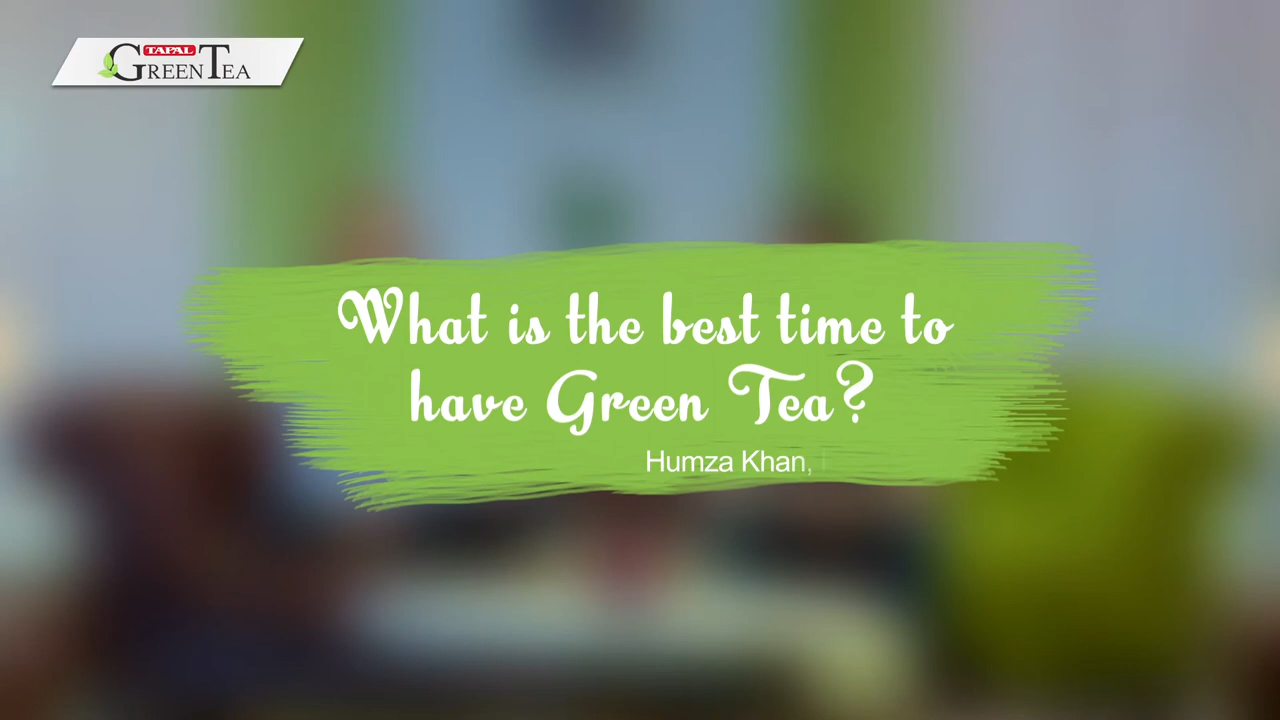 TAPAL
GREEN TEA
What is the best time to
have Green Tea?
Humza Khan,